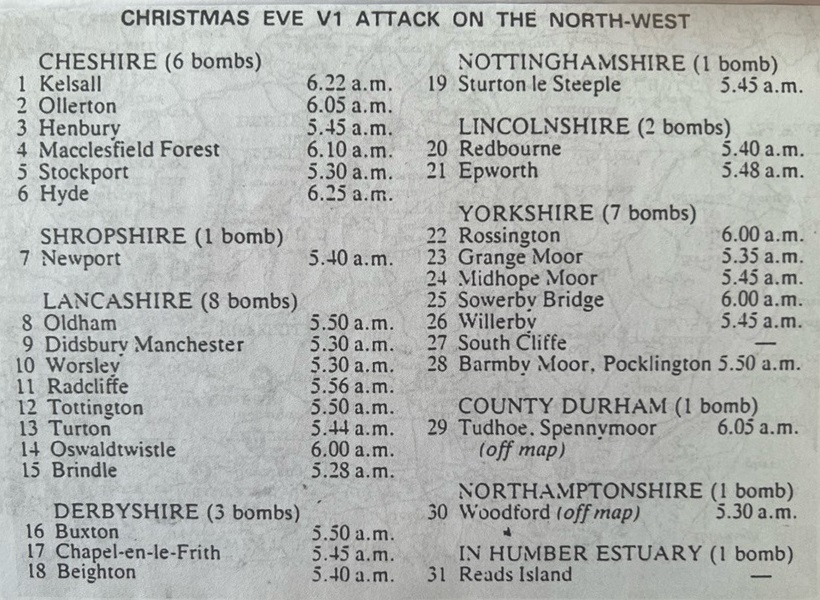 CHRISTMAS EVE V1 ATTACK ON THE NORTH-WEST
CHESHIRE (6 bombs)
1 Kelsall 6.22 a.m.
2 Ollerton 6.05 a.m.
3 Henbury 5.45 a.m.
4 Macclesfield Forest 6.10 a.m.
5 Stockport 5.30 a.m.
6 Hyde 6.25 a.m.
SHROPSHIRE (1 bomb)
7 Newport 5.40 a.m.
LANCASHIRE (8 bombs)
8 Oldham 5.50 a.m.
9 Didsbury Manchester 5.30 a.m.
10 Worsley 5.30 a.m.
11 Radcliffe 5.56 a.m.
12 Tottington 5.50 a.m.
13 Turton 5.44 a.m.
14 Oswaldtwistle 6.00 a.m.
15 Brindle 5.28 a.m.
DERBYSHIRE (3 bombs)
16 Buxton 5.50 a.m.
17 Chapel-en-le-Frith 5.45 a.m.
18 Beighton 5.40 a.m.
NOTTINGHAMSHIRE (1 bomb)
19 Sturton le Steeple 5.45 a.m.
LINCOLNSHIRE (2 bombs)
20 Redbourne 5.40 a.m.
21 Epworth 5.48 a.m.
YORKSHIRE (7 bombs)
22 Rossington 6.00 a.m.
23 Grange Moor 5.35 a.m.
24 Midhope Moor 5.45 a.m.
25 Sowerby Bridge 6.00 a.m.
26 Willerby 5.45 a.m.
27 South Cliffe —
28 Barmby Moor, Pocklington 5.50 a.m.
COUNTY DURHAM (1 bomb)
29 Tudhoe, Spennymoor 6.05 a.m.
(off map)
NORTHAMPTONSHIRE (1 bomb)
30 Woodford (off map) 5.30 a.m.
IN HUMBER ESTUARY (1 bomb)
31 Reads Island —